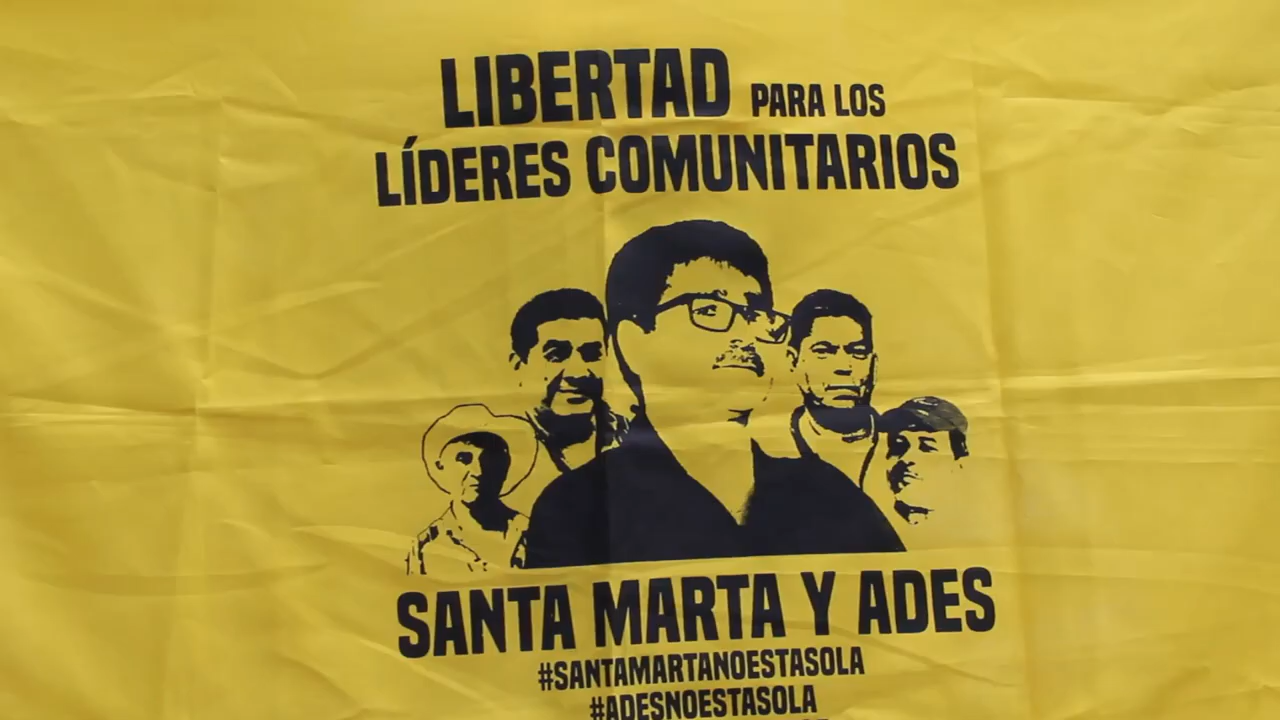 LIBERTAD PARA LOS
LÍDERES COMUNITARIOS
SANTA MARTA Y ADES
#SANTAMARTANOESTASOLA
#ADESNOESTASOLA